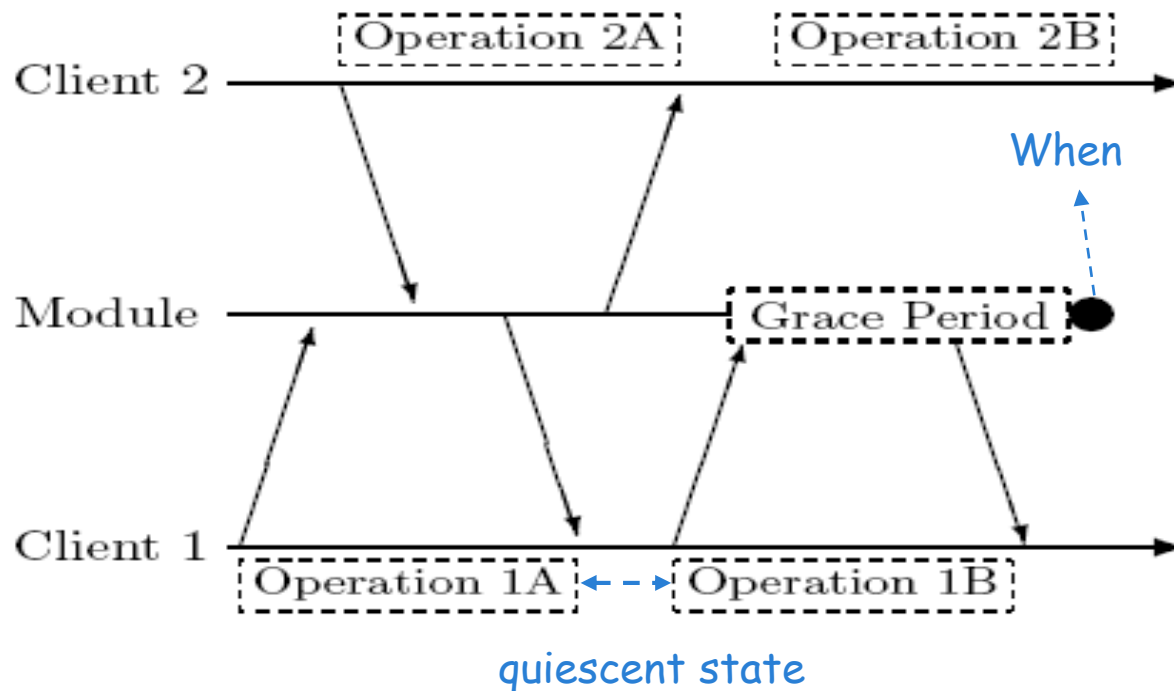 Operation 2A
Operation 2B
Client 2
When
Module
Grace Period
Client 1
Operation 1A
Operation 1B
quiescent state